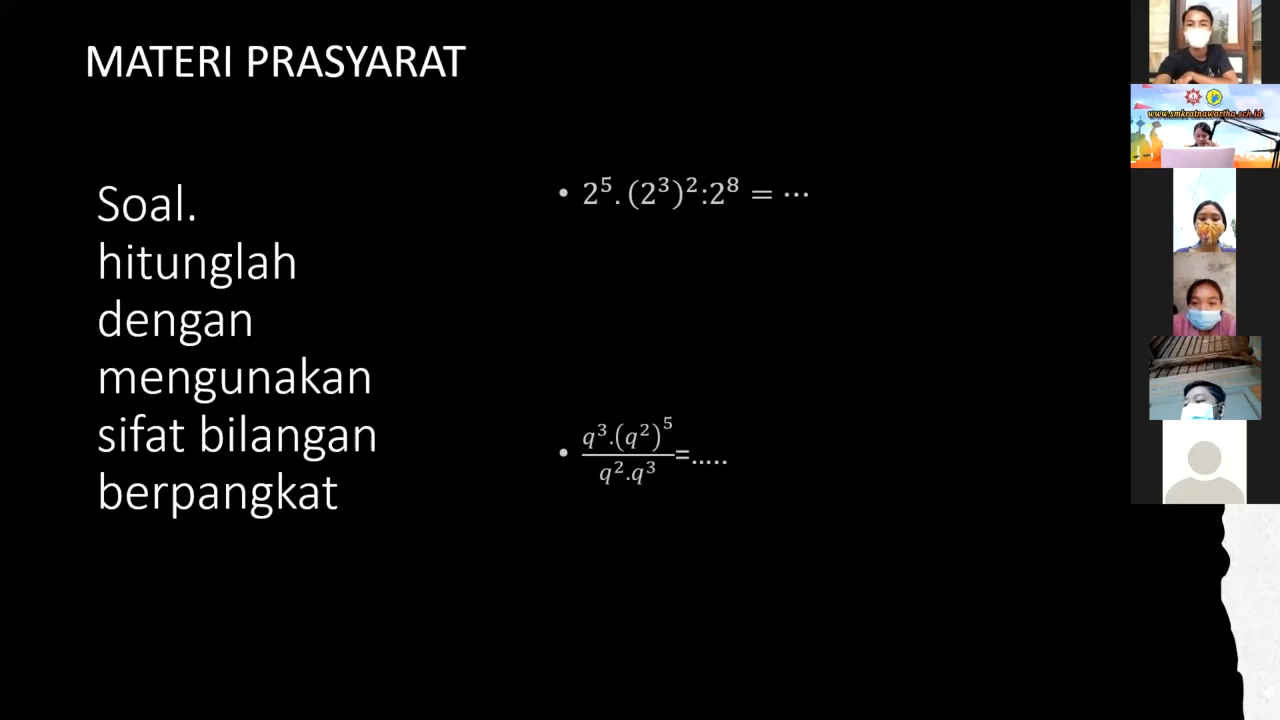 MATERI PRASYARAT
Soal.
hitunglah
dengan
mengunakan
sifat bilangan
berpangkat
• 2⁵. (2³)²:2⁸ = ⋯
• q³.(q²)⁵ / q².q³ =.....
www.smkratnawartha.sch.id